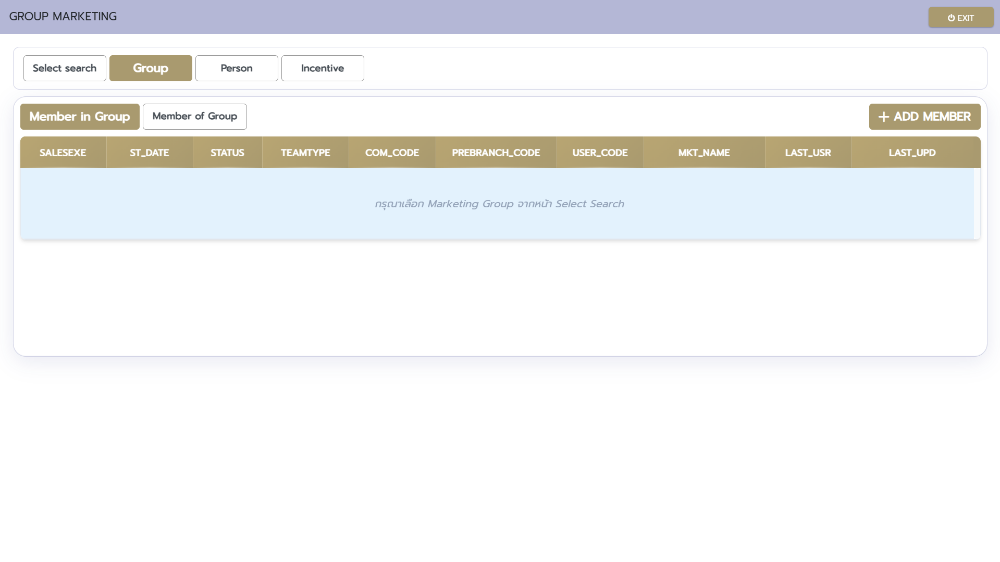 GROUP MARKETING
EXIT
Select search
Group
Person
Incentive
Member in Group
Member of Group
ADD MEMBER
SALESEXE ST_DATE STATUS TEAMTYPE COM_CODE PREBRANCH_CODE USER_CODE MKT_NAME LAST_USR LAST_UPD
กรุณาเลือก Marketing Group จากหน้า Select Search